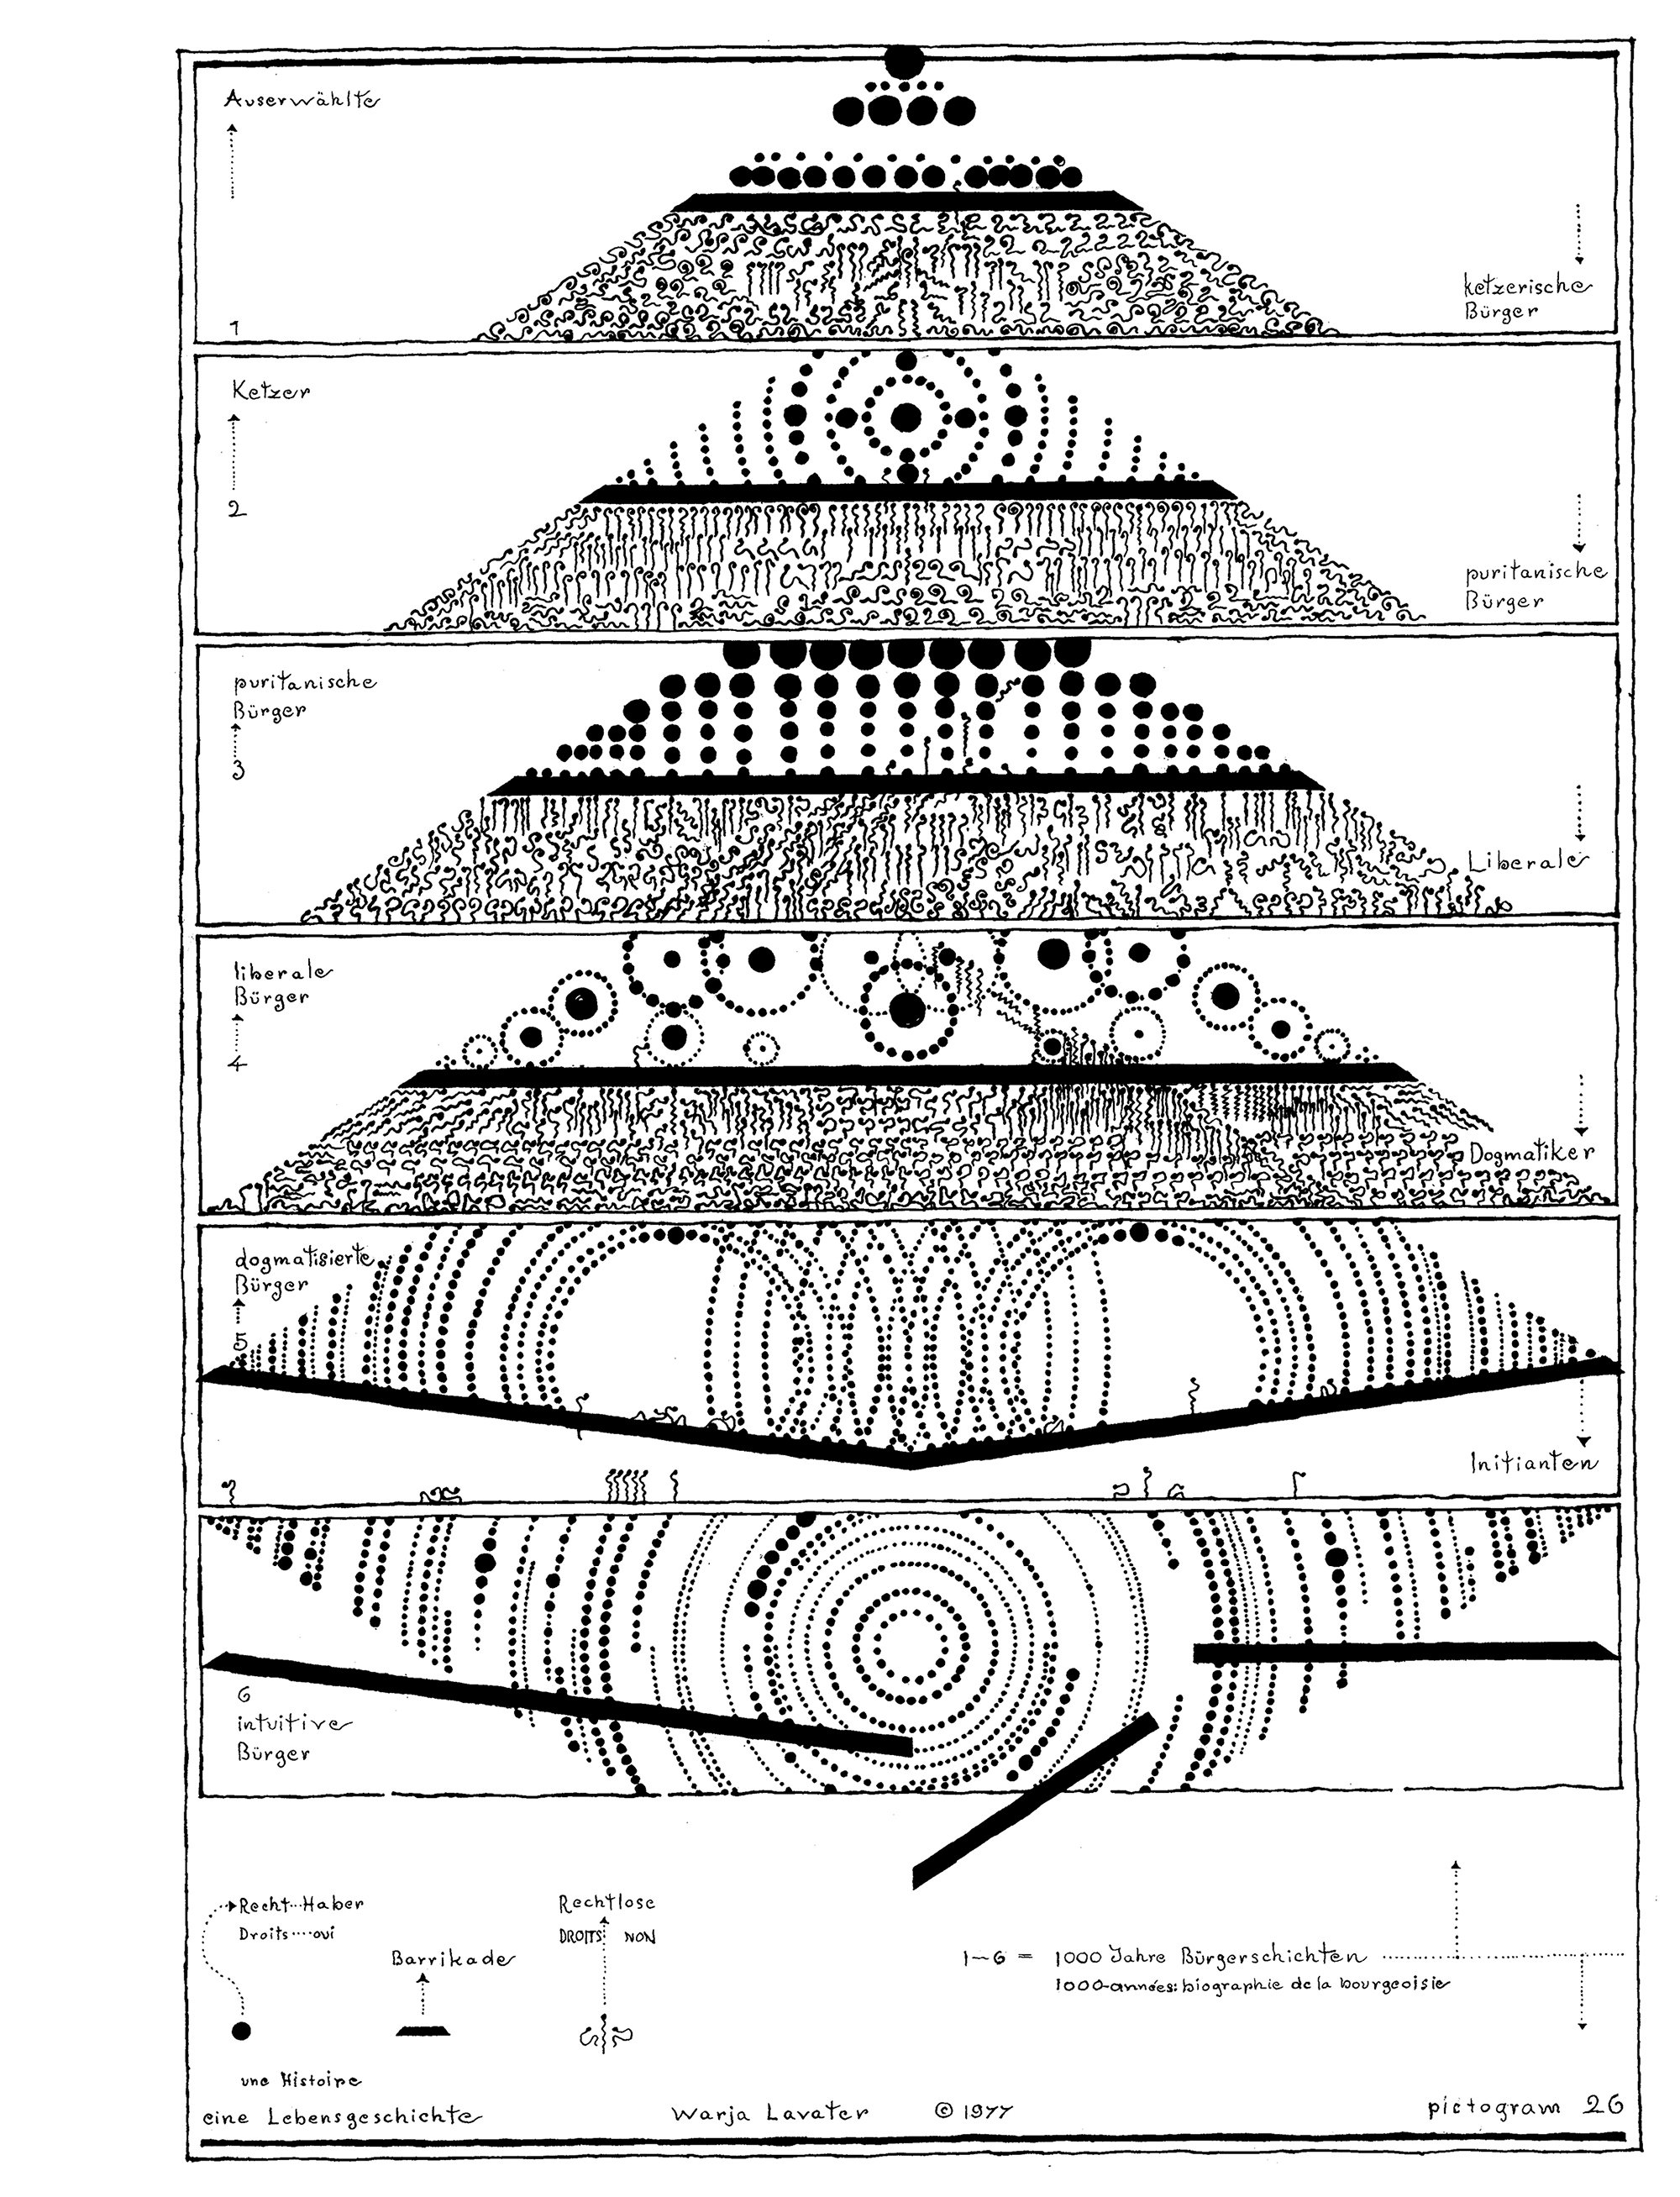 Auserwählte
1
ketzerische
Bürger
Ketzer
2
puritanische
Bürger
puritanische
Bürger
3
Liberale
liberale
Bürger
4
Dogmatiker
dogmatisierte
Bürger
5
Initianten
6
intuitive
Bürger
Recht...Haber
Droits....oui
Barrikade
Rechtlose
DROITS NON
1–6 = 1000 Jahre Bürgerschichten
1000-années: biographie de la bourgeoisie
une Histoire
eine Lebensgeschichte
Warja Lavater © 1977
pictogram 26